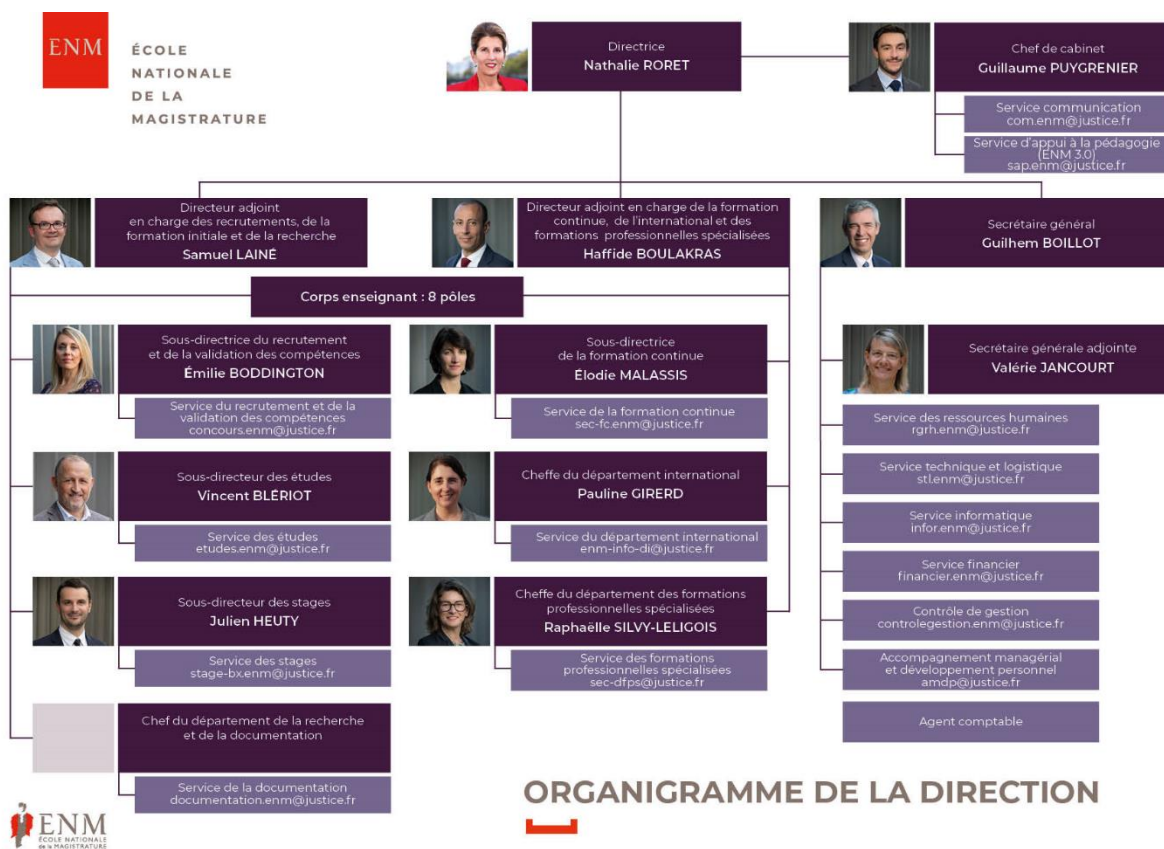 ENM
ÉCOLE
NATIONALE
DE LA
MAGISTRATURE
Directrice
Nathalie RORET
Chef de cabinet
Guillaume PUYGRENIER
Service communication
com.enm@justice.fr
Service d'appui à la pédagogie
(ENM 3.0)
sap.enm@justice.fr
Directeur adjoint
en charge des recrutements, de la
formation initiale et de la recherche
Samuel LAINÉ
Directeur adjoint en charge de la formation
continue, de l'international et des
formations professionnelles spécialisées
Haffide BOULAKRAS
Secrétaire général
Guilhem BOILLOT
Corps enseignant : 8 pôles
Sous-directrice du recrutement
et de la validation des compétences
Émilie BODDINGTON
Service du recrutement et de la
validation des compétences
concours.enm@justice.fr
Sous-directrice
de la formation continue
Élodie MALASSIS
Service de la formation continue
sec-fc.enm@justice.fr
Secrétaire générale adjointe
Valérie JANCOURT
Service des ressources humaines
rgrh.enm@justice.fr
Service technique et logistique
stl.enm@justice.fr
Service informatique
infor.enm@justice.fr
Service financier
financier.enm@justice.fr
Contrôle de gestion
controlegestion.enm@justice.fr
Accompagnement managérial
et développement personnel
amdp@justice.fr
Agent comptable
Sous-directeur des études
Vincent BLÉRIOT
Service des études
etudes.enm@justice.fr
Cheffe du département international
Pauline GIRERD
Service du département international
enm-info-di@justice.fr
Sous-directeur des stages
Julien HEUTY
Service des stages
stage-bx.enm@justice.fr
Cheffe du département des formations
professionnelles spécialisées
Raphaëlle SILVY-LELIGOIS
Service des formations
professionnelles spécialisées
sec-dfps@justice.fr
Chef du département de la recherche
et de la documentation
Service de la documentation
documentation.enm@justice.fr
ORGANIGRAMME DE LA DIRECTION
ENM
ÉCOLE NATIONALE
de la MAGISTRATURE